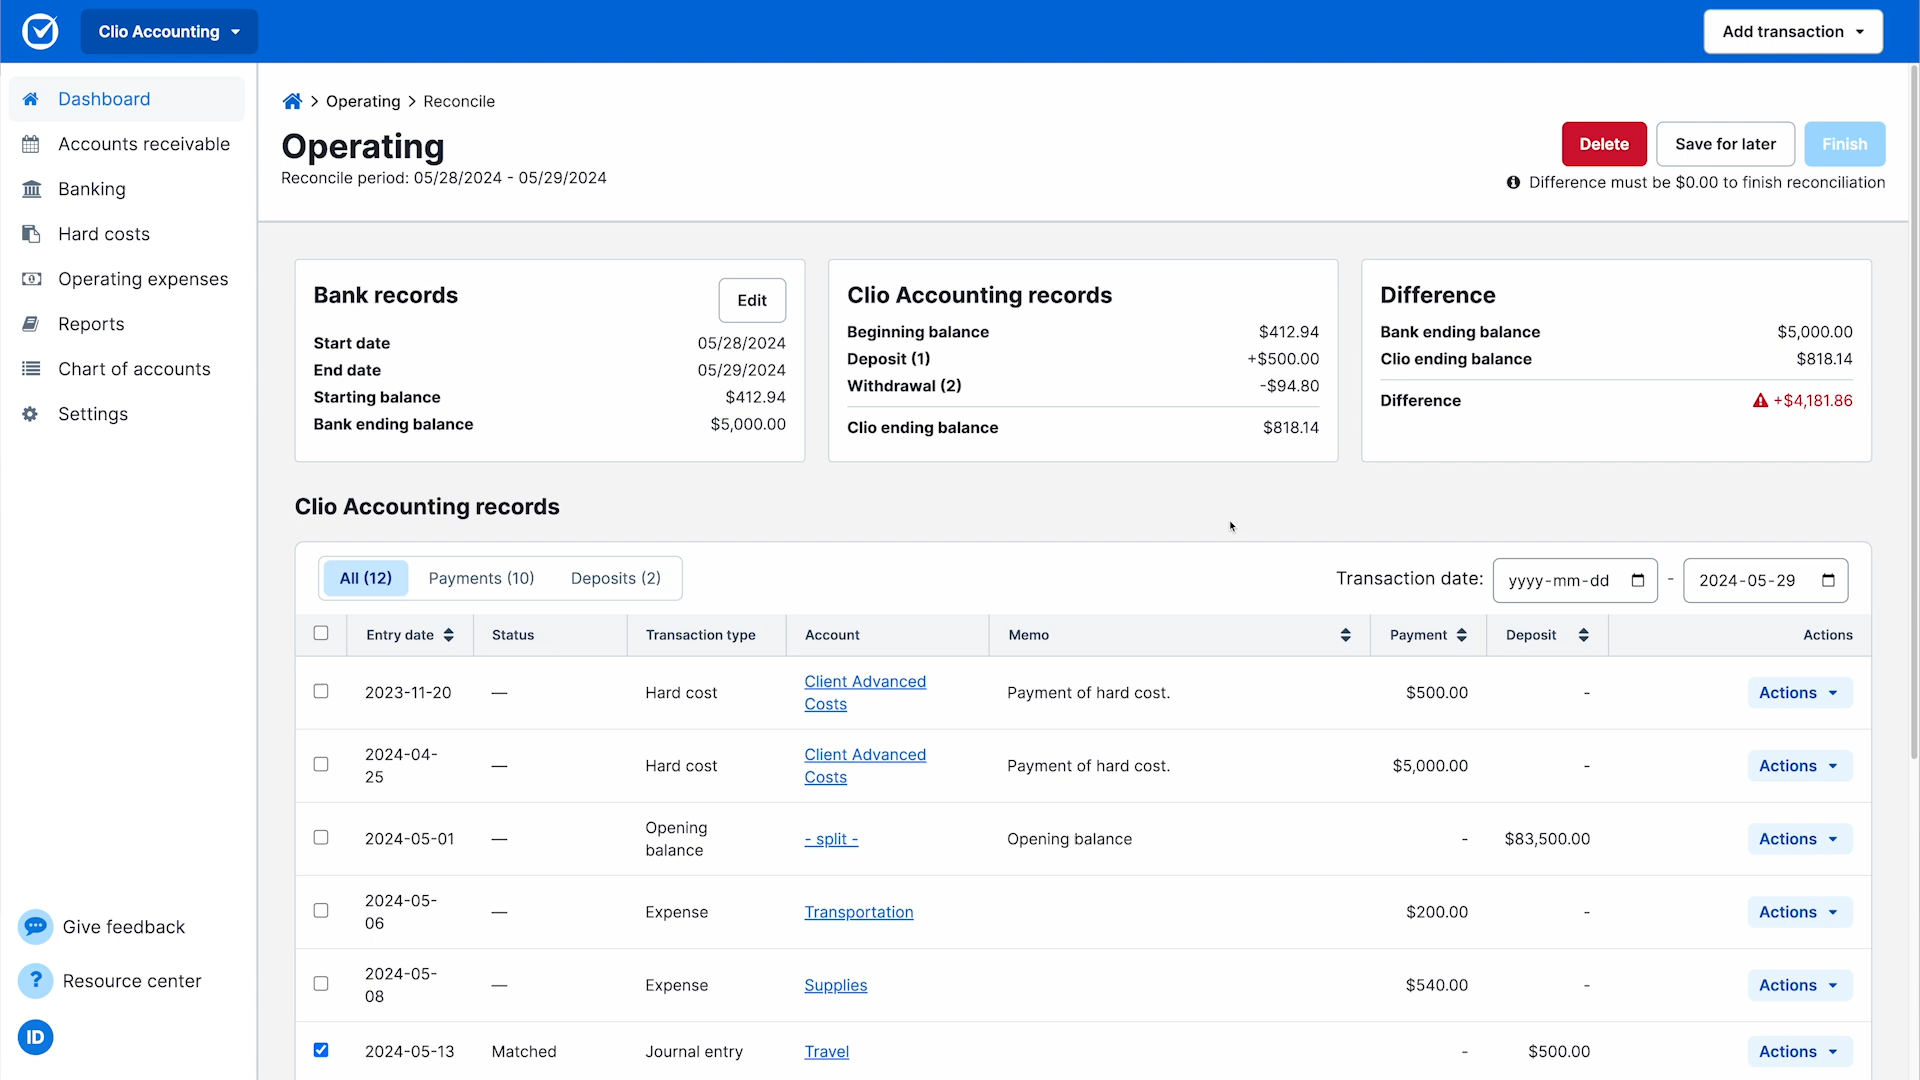 Clio Accounting
Add transaction
Dashboard
Accounts receivable
Banking
Hard costs
Operating expenses
Reports
Chart of accounts
Settings
Give feedback
? Resource center
ID
> Operating > Reconcile
Operating
Reconcile period: 05/28/2024 - 05/29/2024
Delete Save for later Finish
Difference must be $0.00 to finish reconciliation
Bank records Edit
Start date 05/28/2024
End date 05/29/2024
Starting balance $412.94
Bank ending balance $5,000.00
Clio Accounting records
Beginning balance $412.94
Deposit (1) +$500.00
Withdrawal (2) -$94.80
Clio ending balance $818.14
Difference
Bank ending balance $5,000.00
Clio ending balance $818.14
Difference +$4,181.86
Clio Accounting records
All (12) Payments (10) Deposits (2) Transaction date: yyyy-mm-dd - 2024-05-29
Entry date Status Transaction type Account Memo Payment Deposit Actions
2023-11-20 — Hard cost Client Advanced
Costs Payment of hard cost. $500.00 - Actions
2024-04-
25 — Hard cost Client Advanced
Costs Payment of hard cost. $5,000.00 - Actions
2024-05-01 — Opening
balance - split - Opening balance - $83,500.00 Actions
2024-05-
06 — Expense Transportation $200.00 - Actions
2024-05-
08 — Expense Supplies $540.00 - Actions
2024-05-13 Matched Journal entry Travel - $500.00 Actions